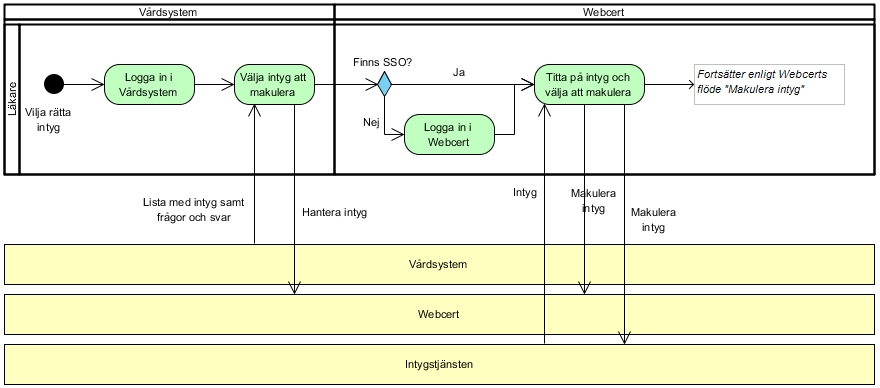 Vårdsystem
Webcert
Läkare
Vilja rätta
intyg
Logga in i
Vårdsystem
Välja intyg att
makulera
Finns SSO?
Ja
Nej
Logga in i
Webcert
Titta på intyg och
välja att makulera
Fortsätter enligt Webcerts
flöde "Makulera intyg"
Lista med intyg samt
frågor och svar
Hantera intyg
Intyg
Makulera
intyg
Makulera
intyg
Vårdsystem
Webcert
Intygstjänsten